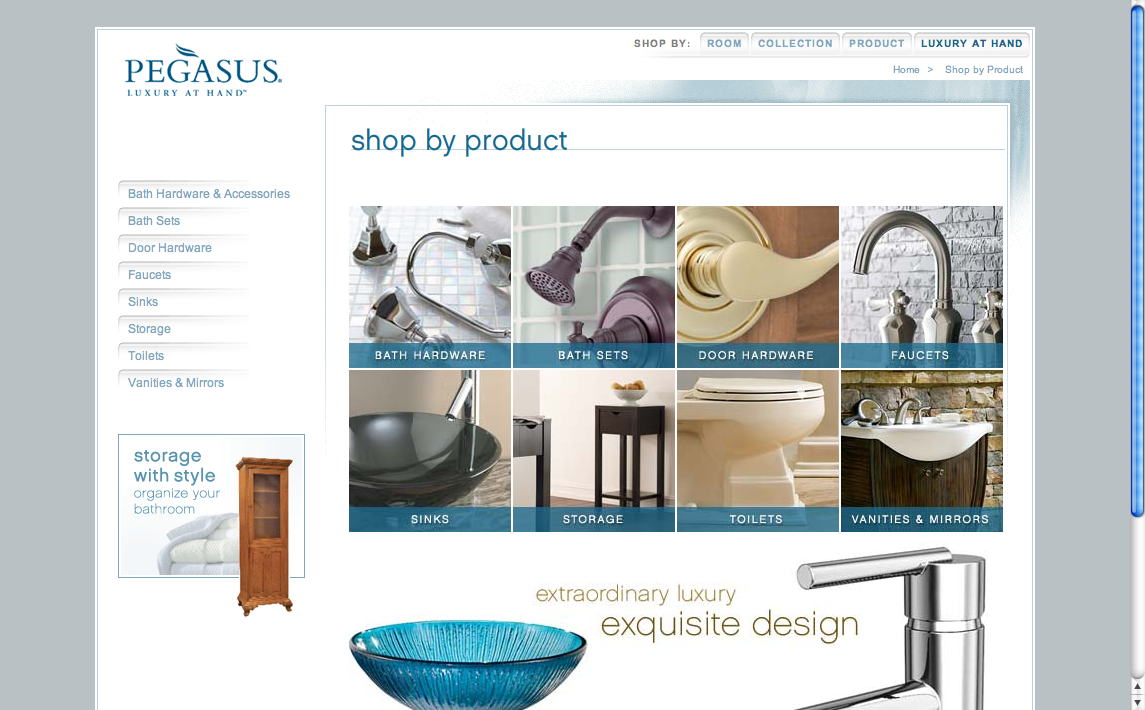 PEGASUS®
LUXURY AT HAND™
SHOP BY: ROOM COLLECTION PRODUCT LUXURY AT HAND
Home > Shop by Product
shop by product
Bath Hardware & Accessories
Bath Sets
Door Hardware
Faucets
Sinks
Storage
Toilets
Vanities & Mirrors
storage
with style
organize your
bathroom
BATH HARDWARE
BATH SETS
DOOR HARDWARE
FAUCETS
SINKS
STORAGE
TOILETS
VANITIES & MIRRORS
extraordinary luxury
exquisite design